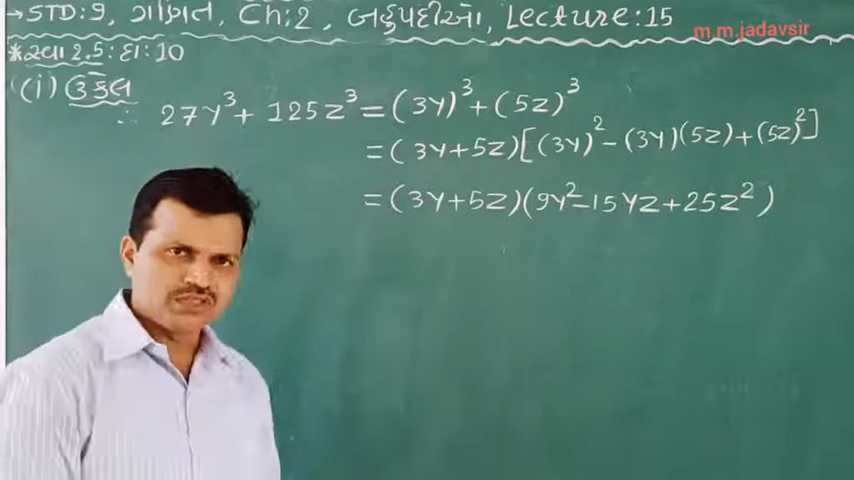 →STD:9, ગણિત, Ch:2, બહુપદીઓ, Lecture:15
m.m.jadavsir
*સ્વા 2.5: દા: 10
(i) ઉકેલ
∴ 27y³ + 125z³ = (3y)³ + (5z)³
= (3y+5z)[(3y)² - (3y)(5z) + (5z)²]
= (3y+5z)(9y² - 15yz + 25z²)